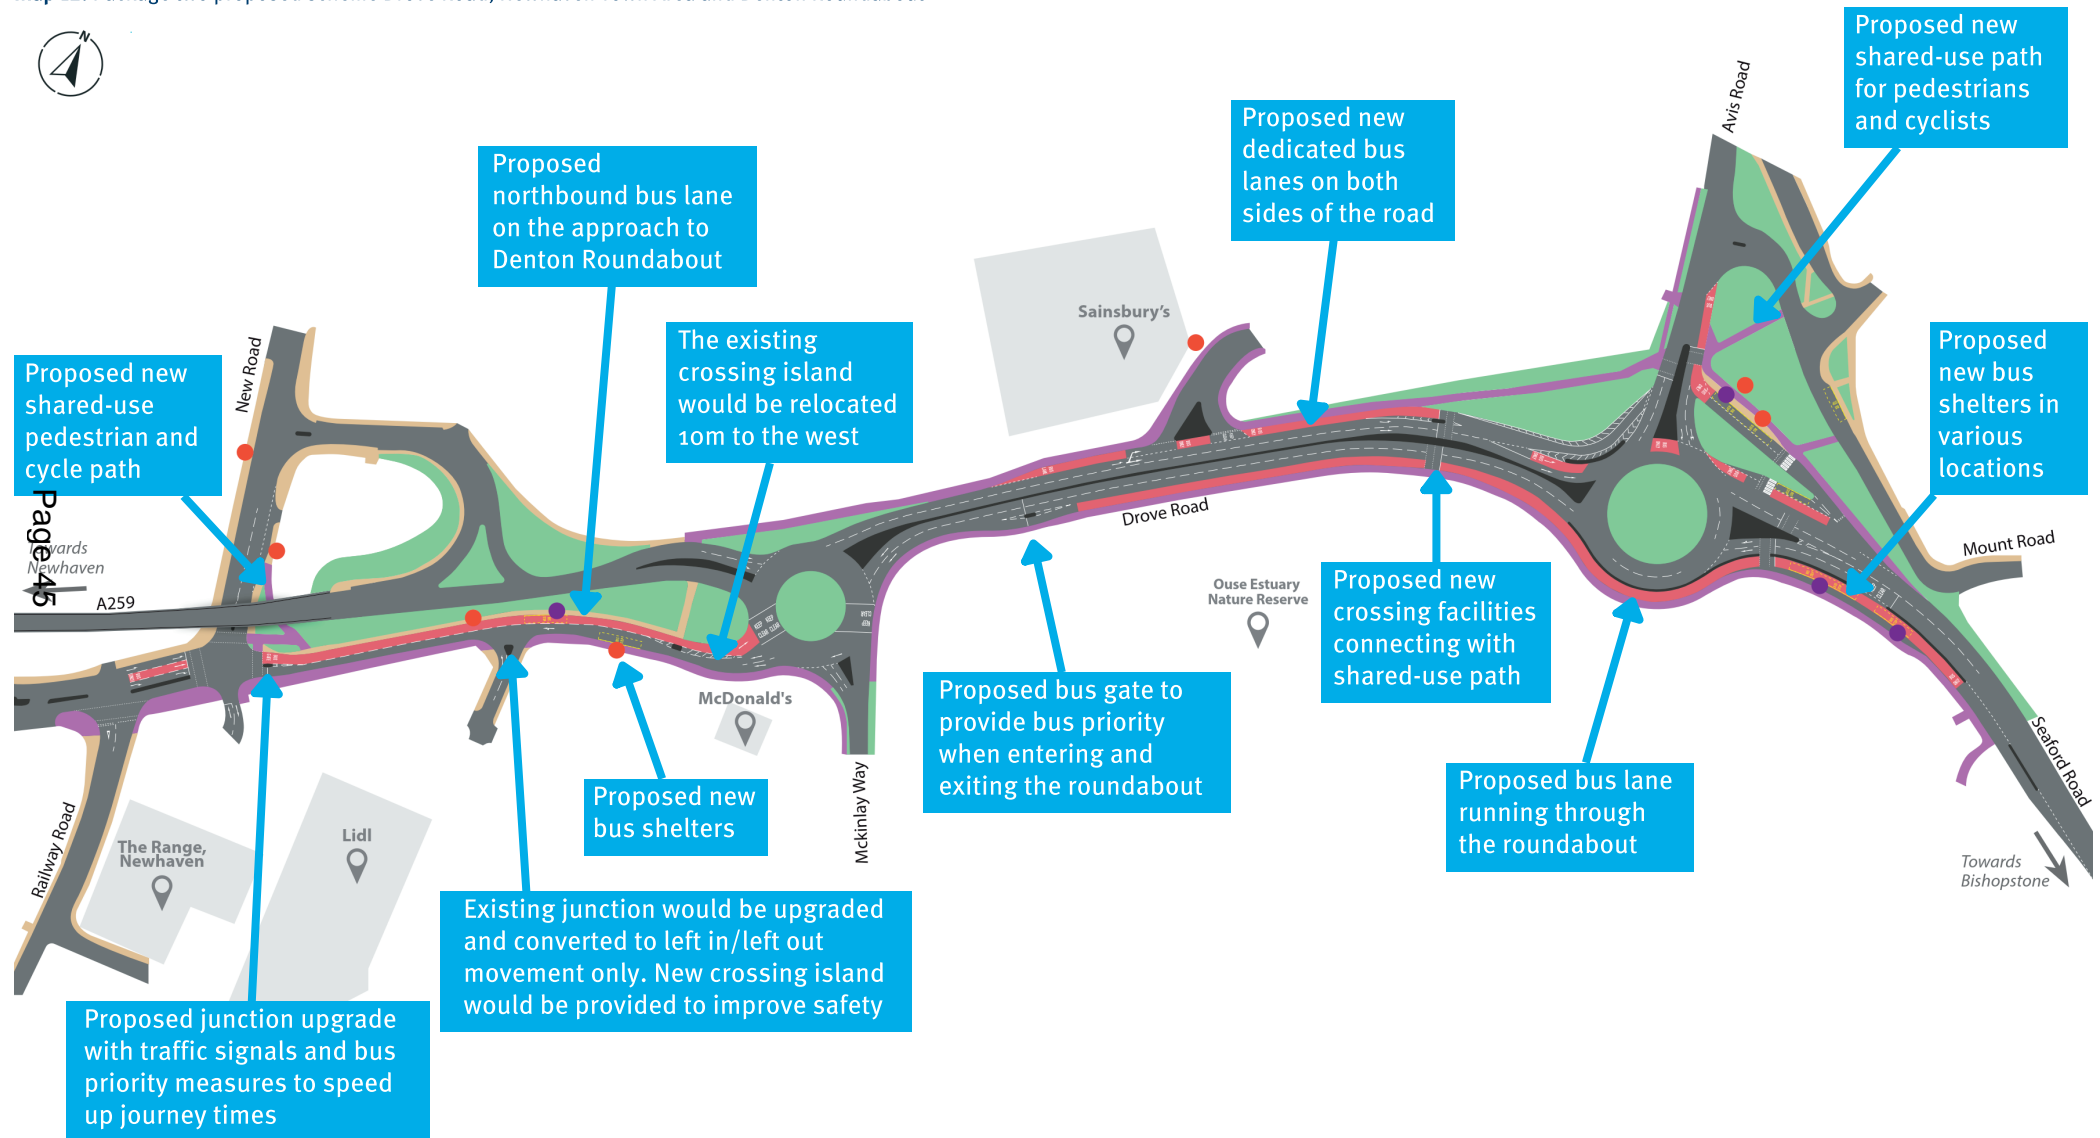 N
Avis Road
Proposed new
shared-use path
for pedestrians
and cyclists
Proposed new
dedicated bus
lanes on both
sides of the road
Proposed
northbound bus lane
on the approach to
Denton Roundabout
Sainsbury's
The existing
crossing island
would be relocated
10m to the west
Proposed
new bus
shelters in
various
locations
New Road
Proposed new
shared-use
pedestrian and
cycle path
Page 45
Towards
Newhaven
A259
Drove Road
Mount Road
Ouse Estuary
Nature Reserve
Proposed new
crossing facilities
connecting with
shared-use path
McDonald's
Proposed bus gate to
provide bus priority
when entering and
exiting the roundabout
Seaford Road
Proposed new
bus shelters
Mckinlay Way
Proposed bus lane
running through
the roundabout
Railway Road
The Range,
Newhaven
Lidl
Towards
Bishopstone
Existing junction would be upgraded
and converted to left in/left out
movement only. New crossing island
would be provided to improve safety
Proposed junction upgrade
with traffic signals and bus
priority measures to speed
up journey times